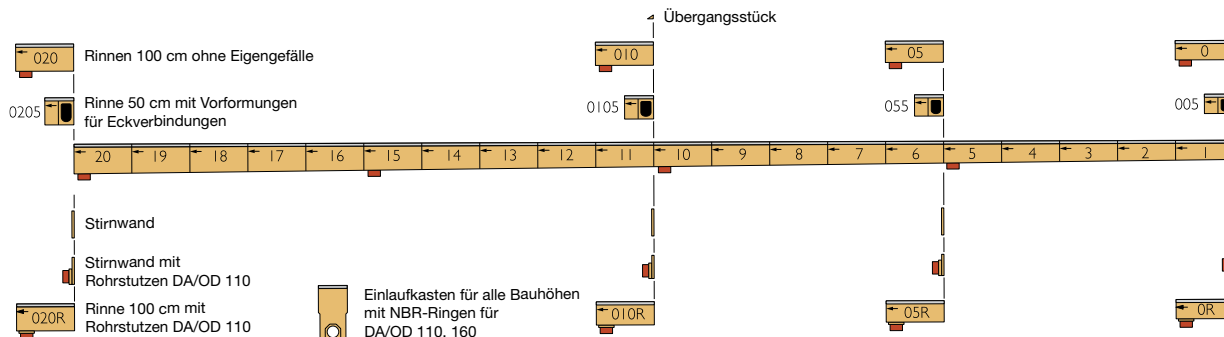 Übergangsstück
020 Rinnen 100 cm ohne Eigengefälle 010 05 0
0205 Rinne 50 cm mit Vorformungen 0105 055 005
für Eckverbindungen
20 19 18 17 16 15 14 13 12 11 10 9 8 7 6 5 4 3 2 1
Stirnwand
Stirnwand mit
Rohrstutzen DA/OD 110
020R Rinne 100 cm mit
Rohrstutzen DA/OD 110
Einlaufkasten für alle Bauhöhen
mit NBR-Ringen für
DA/OD 110, 160
010R 05R 0R